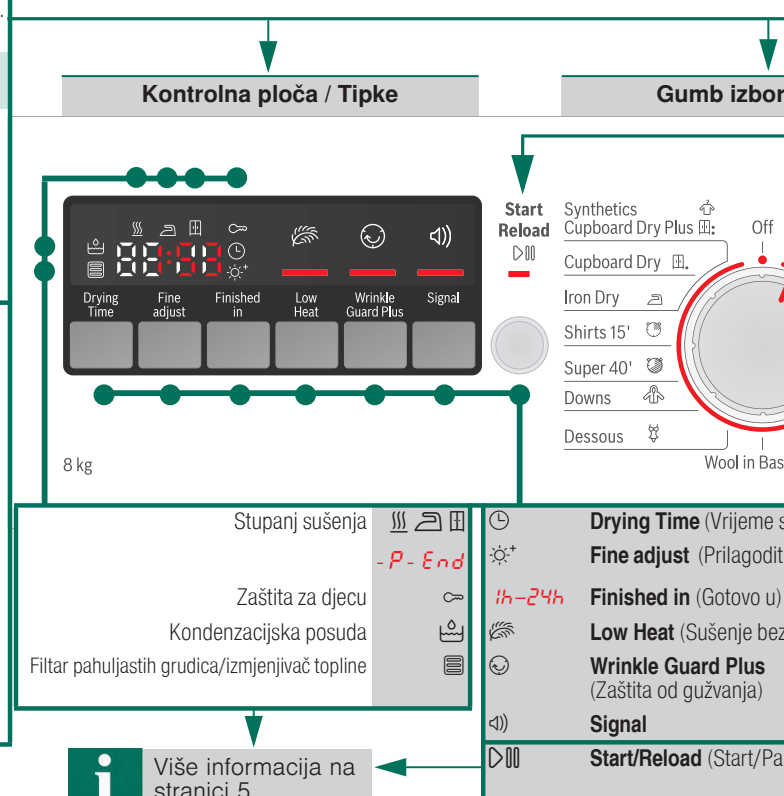 Kontrolna ploča / Tipke
Gumb izbor
Start
Reload
Synthetics
Cupboard Dry Plus
Cupboard Dry
Iron Dry
Shirts 15'
Super 40'
Downs
Dessous
Off
Wool in Bas
Drying
Time
Fine
adjust
Finished
in
Low
Heat
Wrinkle
Guard Plus
Signal
8 kg
Stupanj sušenja
-P- End
Zaštita za djecu
Kondenzacijska posuda
Filtar pahuljastih grudica/izmjenjivač topline
Drying Time (Vrijeme s
Fine adjust (Prilagodit
1h-24h Finished in (Gotovo u)
Low Heat (Sušenje bez
Wrinkle Guard Plus
(Zaštita od gužvanja)
Signal
Start/Reload (Start/Pa
i
Više informacija na
stranici 5